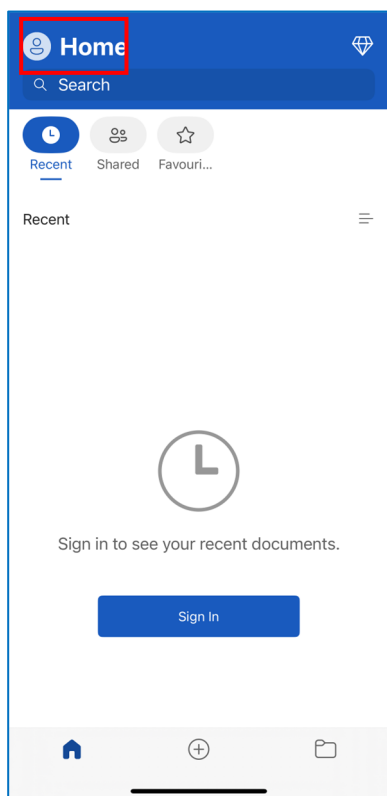 Home
Search
Recent Shared Favouri...
Recent
Sign in to see your recent documents.
Sign In